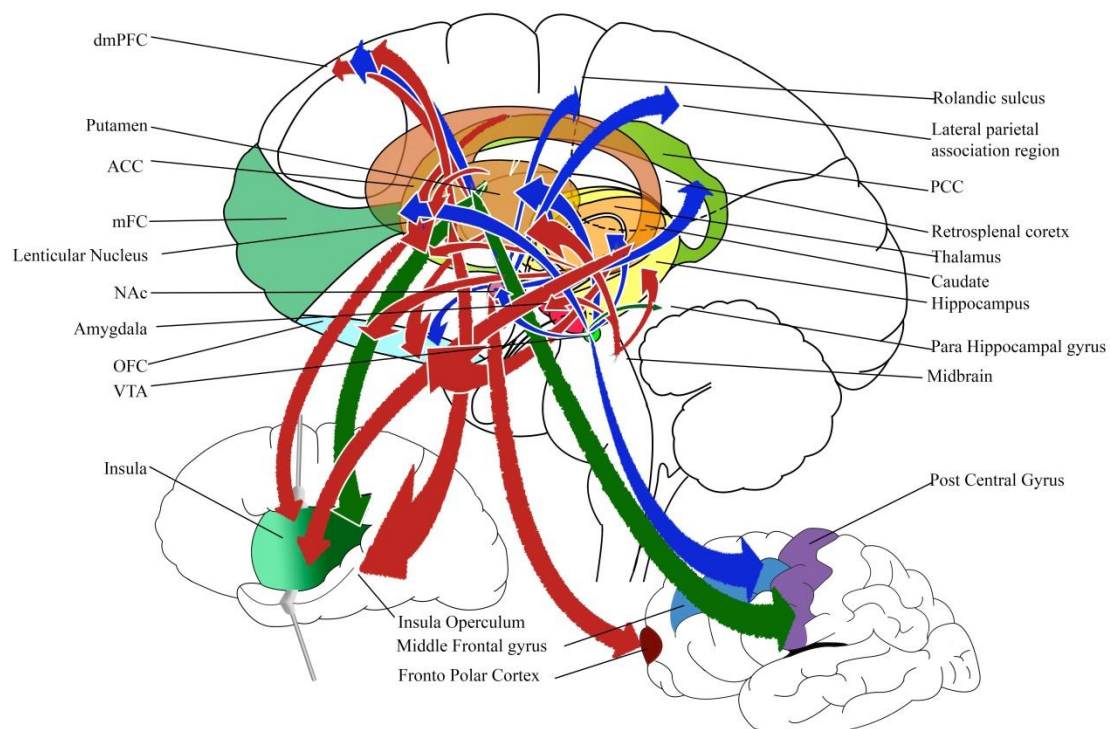 dmPFC
Putamen
ACC
mFC
Lenticular Nucleus
NAc
Amygdala
OFC
VTA
Insula
Rolandic sulcus
Lateral parietal
association region
PCC
Retrosplenal coretx
Thalamus
Caudate
Hippocampus
Para Hippocampal gyrus
Midbrain
Post Central Gyrus
Insula Operculum
Middle Frontal gyrus
Fronto Polar Cortex